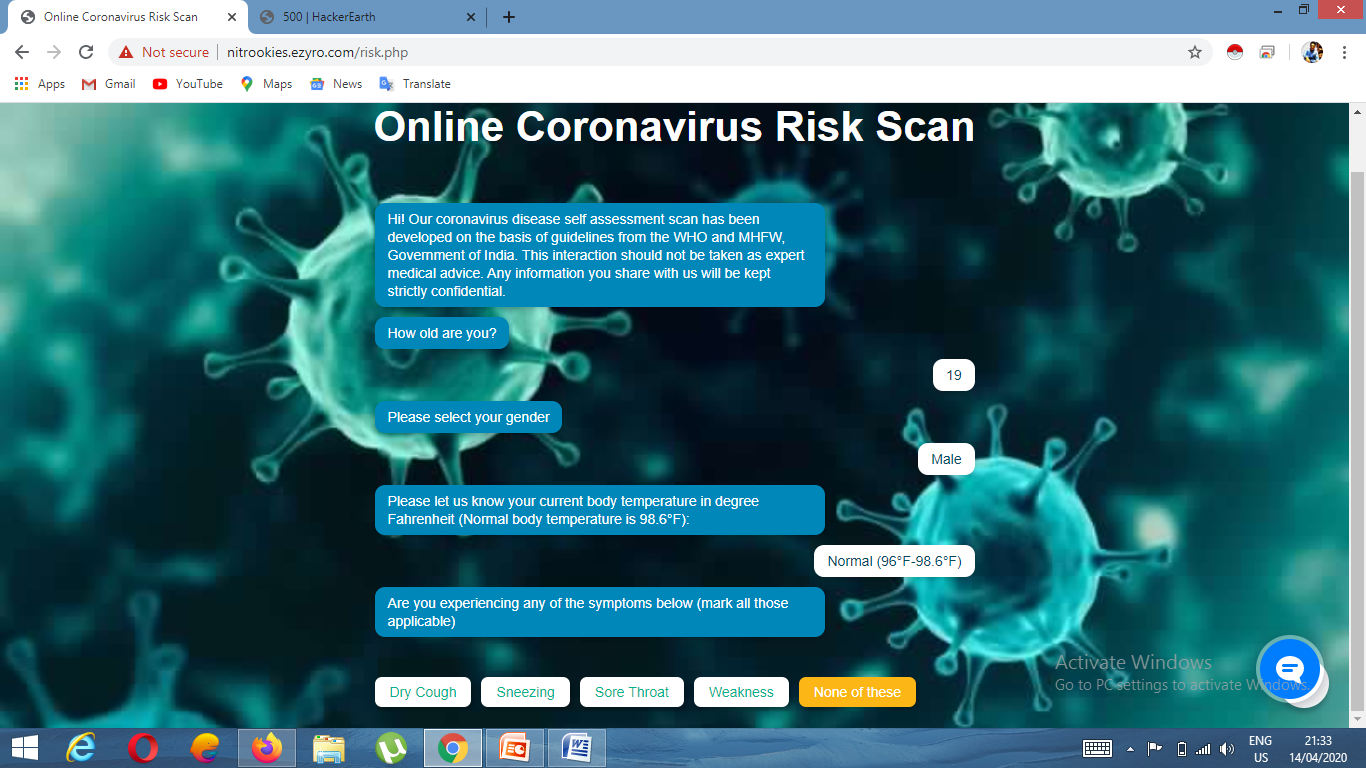 Online Coronavirus Risk Scan
500 | HackerEarth
Not secure
nitrookies.ezyro.com/risk.php
Apps
Gmail
YouTube
Maps
News
Translate
Online Coronavirus Risk Scan
Hi! Our coronavirus disease self assessment scan has been
developed on the basis of guidelines from the WHO and MHFW,
Government of India. This interaction should not be taken as expert
medical advice. Any information you share with us will be kept
strictly confidential.
How old are you?
19
Please select your gender
Male
Please let us know your current body temperature in degree
Fahrenheit (Normal body temperature is 98.6°F):
Normal (96°F-98.6°F)
Are you experiencing any of the symptoms below (mark all those
applicable)
Activate Windows
Go to PC settings to activate Windows.
Dry Cough
Sneezing
Sore Throat
Weakness
None of these
ENG
US
21:33
14/04/2020